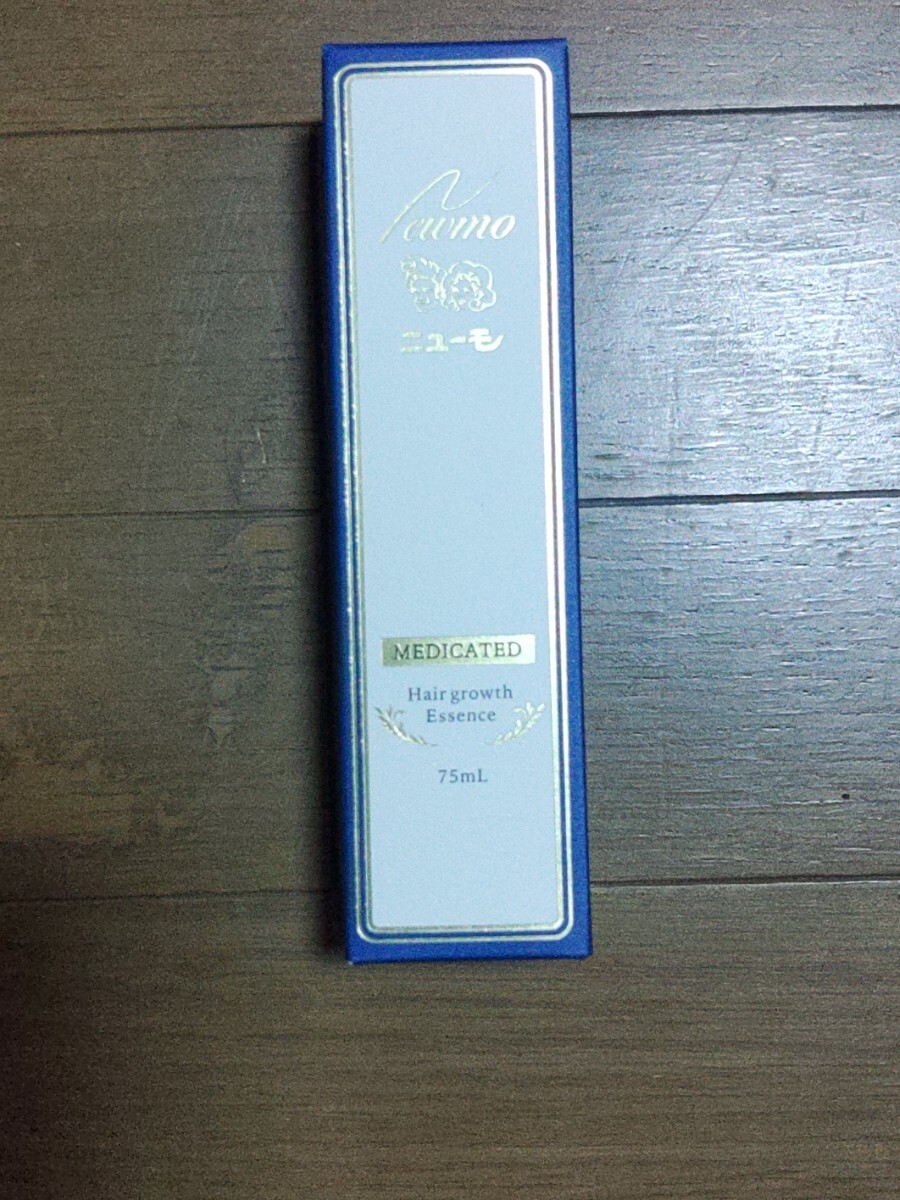 Newmo
ニューモ
MEDICATED
Hair growth
Essence
75mL